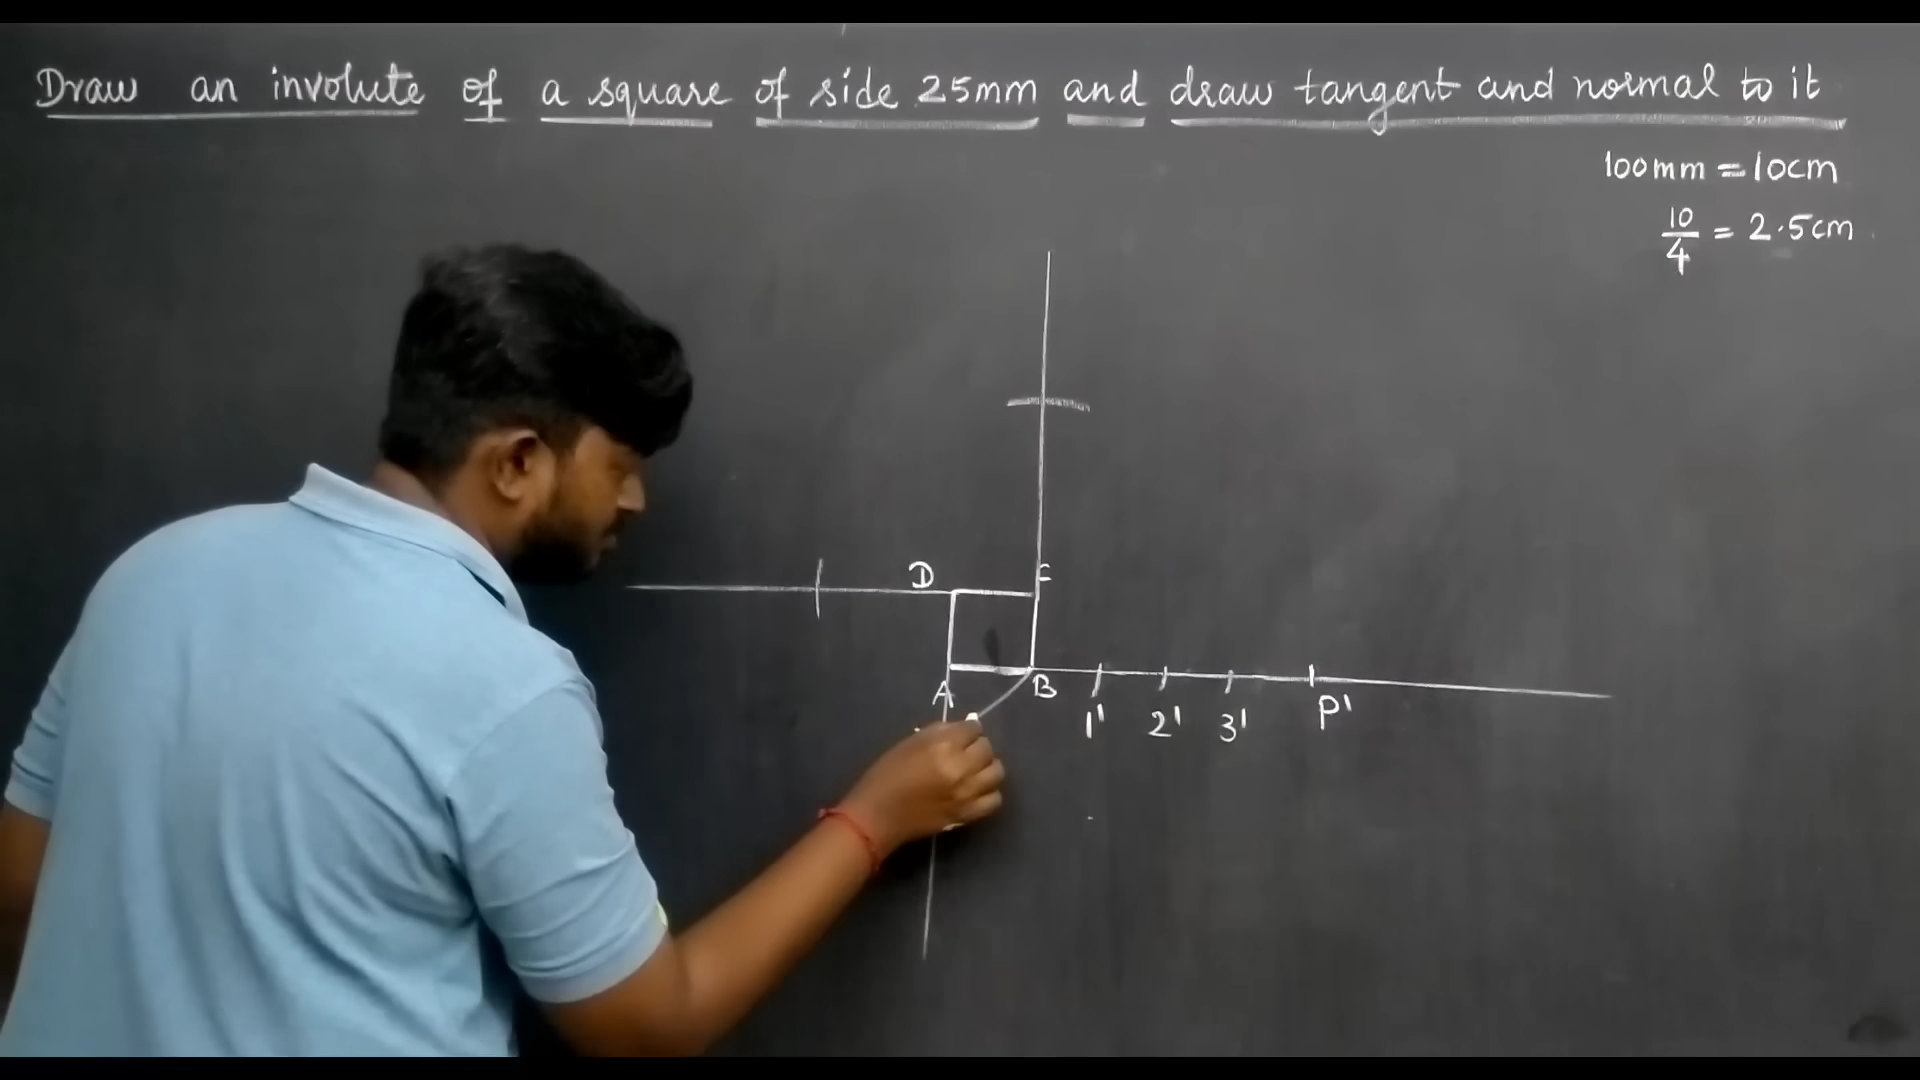 Draw an involute of a square of side 25mm and draw tangent and normal to it
100mm = 10cm
10/4 = 2.5cm
D C
A B
1' 2' 3' P'